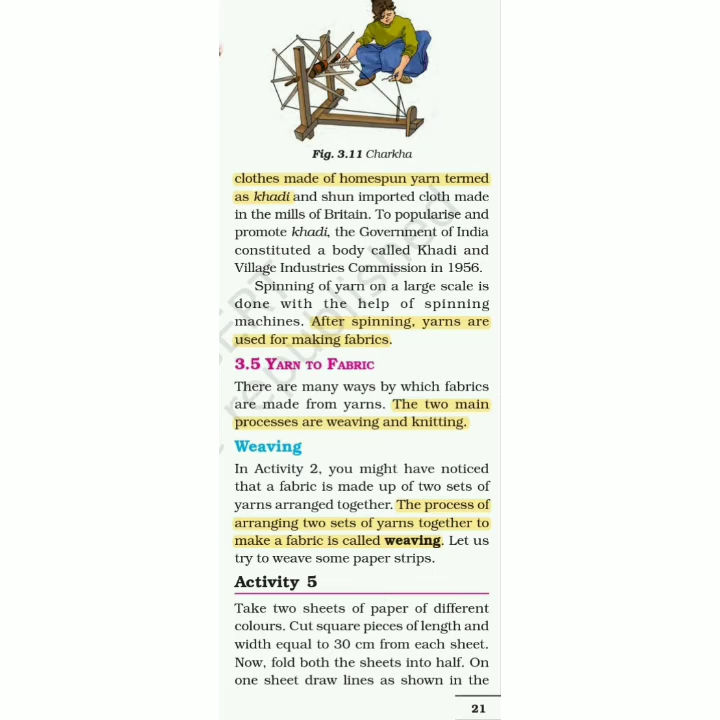 Fig. 3.11 Charkha
clothes made of homespun yarn termed
as khadi and shun imported cloth made
in the mills of Britain. To popularise and
promote khadi, the Government of India
constituted a body called Khadi and
Village Industries Commission in 1956.
Spinning of yarn on a large scale is
done with the help of spinning
machines. After spinning, yarns are
used for making fabrics.
3.5 YARN TO FABRIC
There are many ways by which fabrics
are made from yarns. The two main
processes are weaving and knitting.
Weaving
In Activity 2, you might have noticed
that a fabric is made up of two sets of
yarns arranged together. The process of
arranging two sets of yarns together to
make a fabric is called weaving. Let us
try to weave some paper strips.
Activity 5
Take two sheets of paper of different
colours. Cut square pieces of length and
width equal to 30 cm from each sheet.
Now, fold both the sheets into half. On
one sheet draw lines as shown in the
21
republished